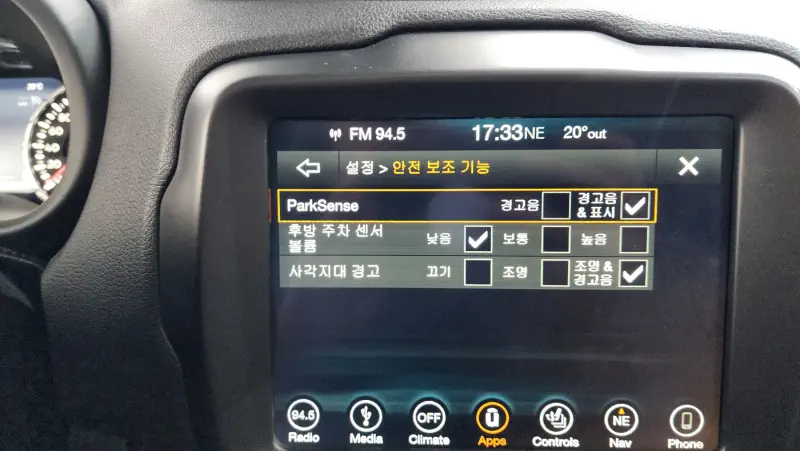 FM 94.5 17:33 NE 20°out
설정 > 안전 보조 기능
ParkSense 경고음 경고음 & 표시
후방 주차 센서 볼륨 낮음 보통 높음
사각지대 경고 끄기 조명 조명 & 경고음
94.5 OFF NE
Radio Media Climate Apps Controls Nav Phone